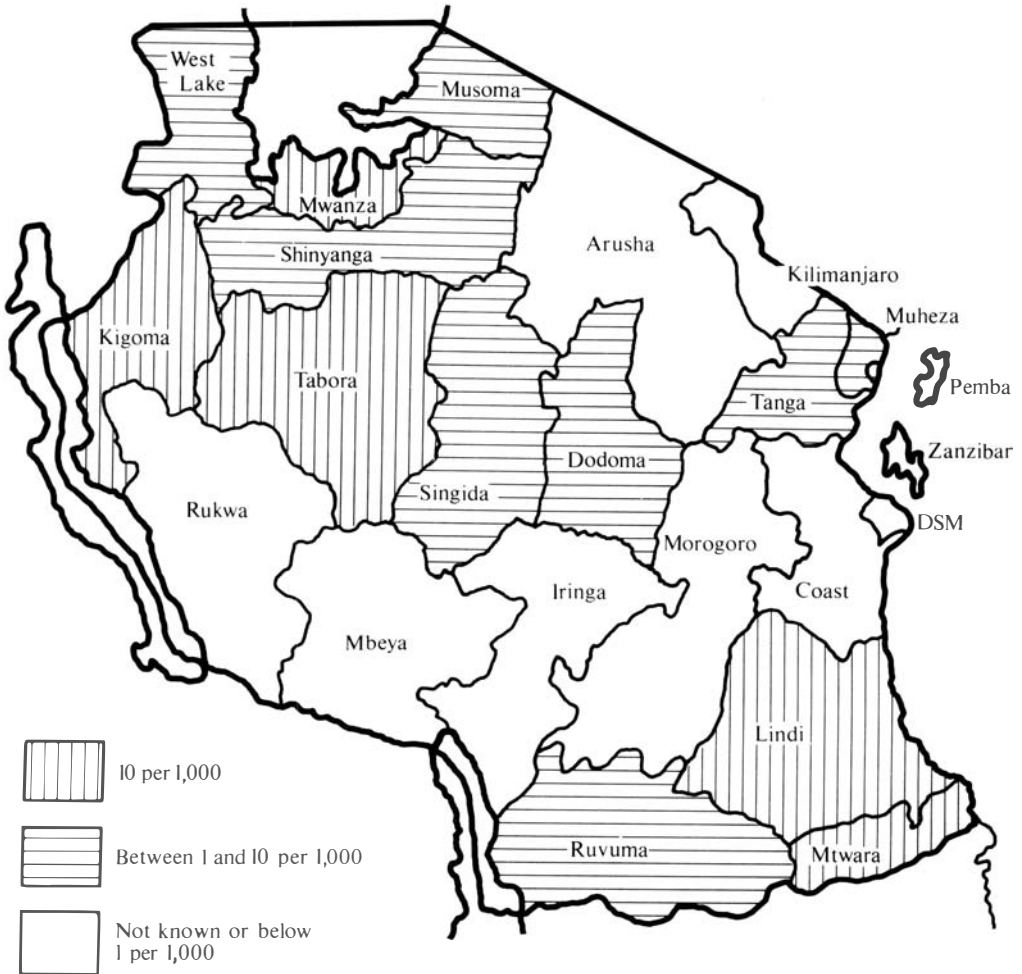 West
Lake
Musoma
Mwanza
Arusha
Shinyanga
Kilimanjaro
Muheza
Kigoma
Tabora
Pemba
Tanga
Zanzibar
Dodoma
Singida
Rukwa
DSM
Morogoro
Iringa
Coast
Mbeya
Lindi
10 per 1,000
Between 1 and 10 per 1,000
Ruvuma
Mtwara
Not known or below
1 per 1,000